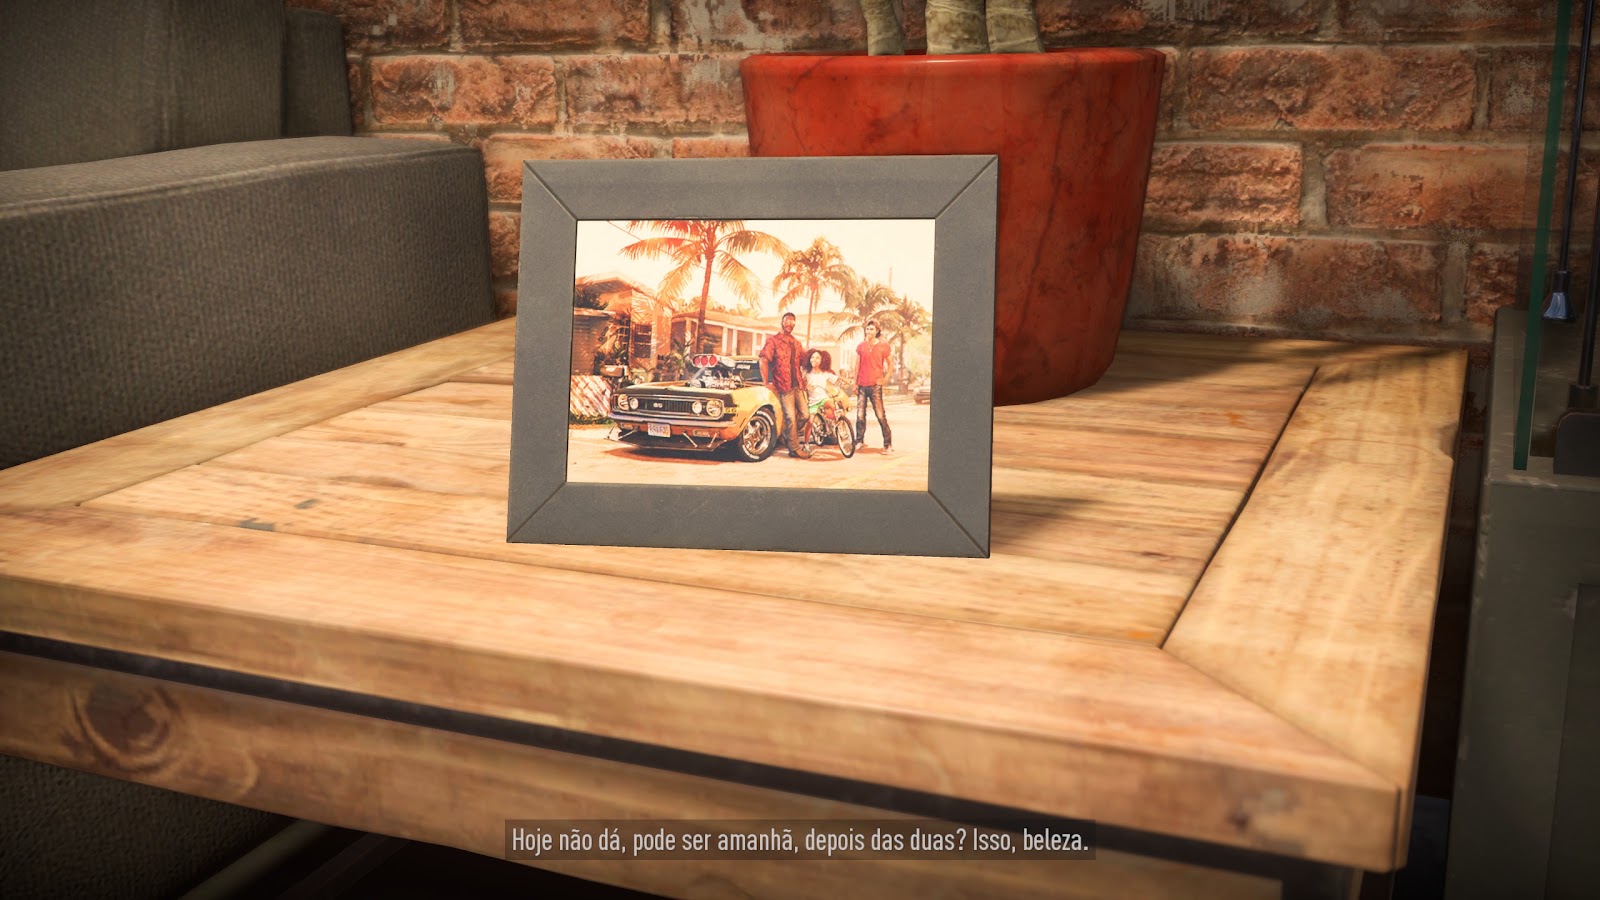 Hoje não dá, pode ser amanhã, depois das duas? Isso, beleza.